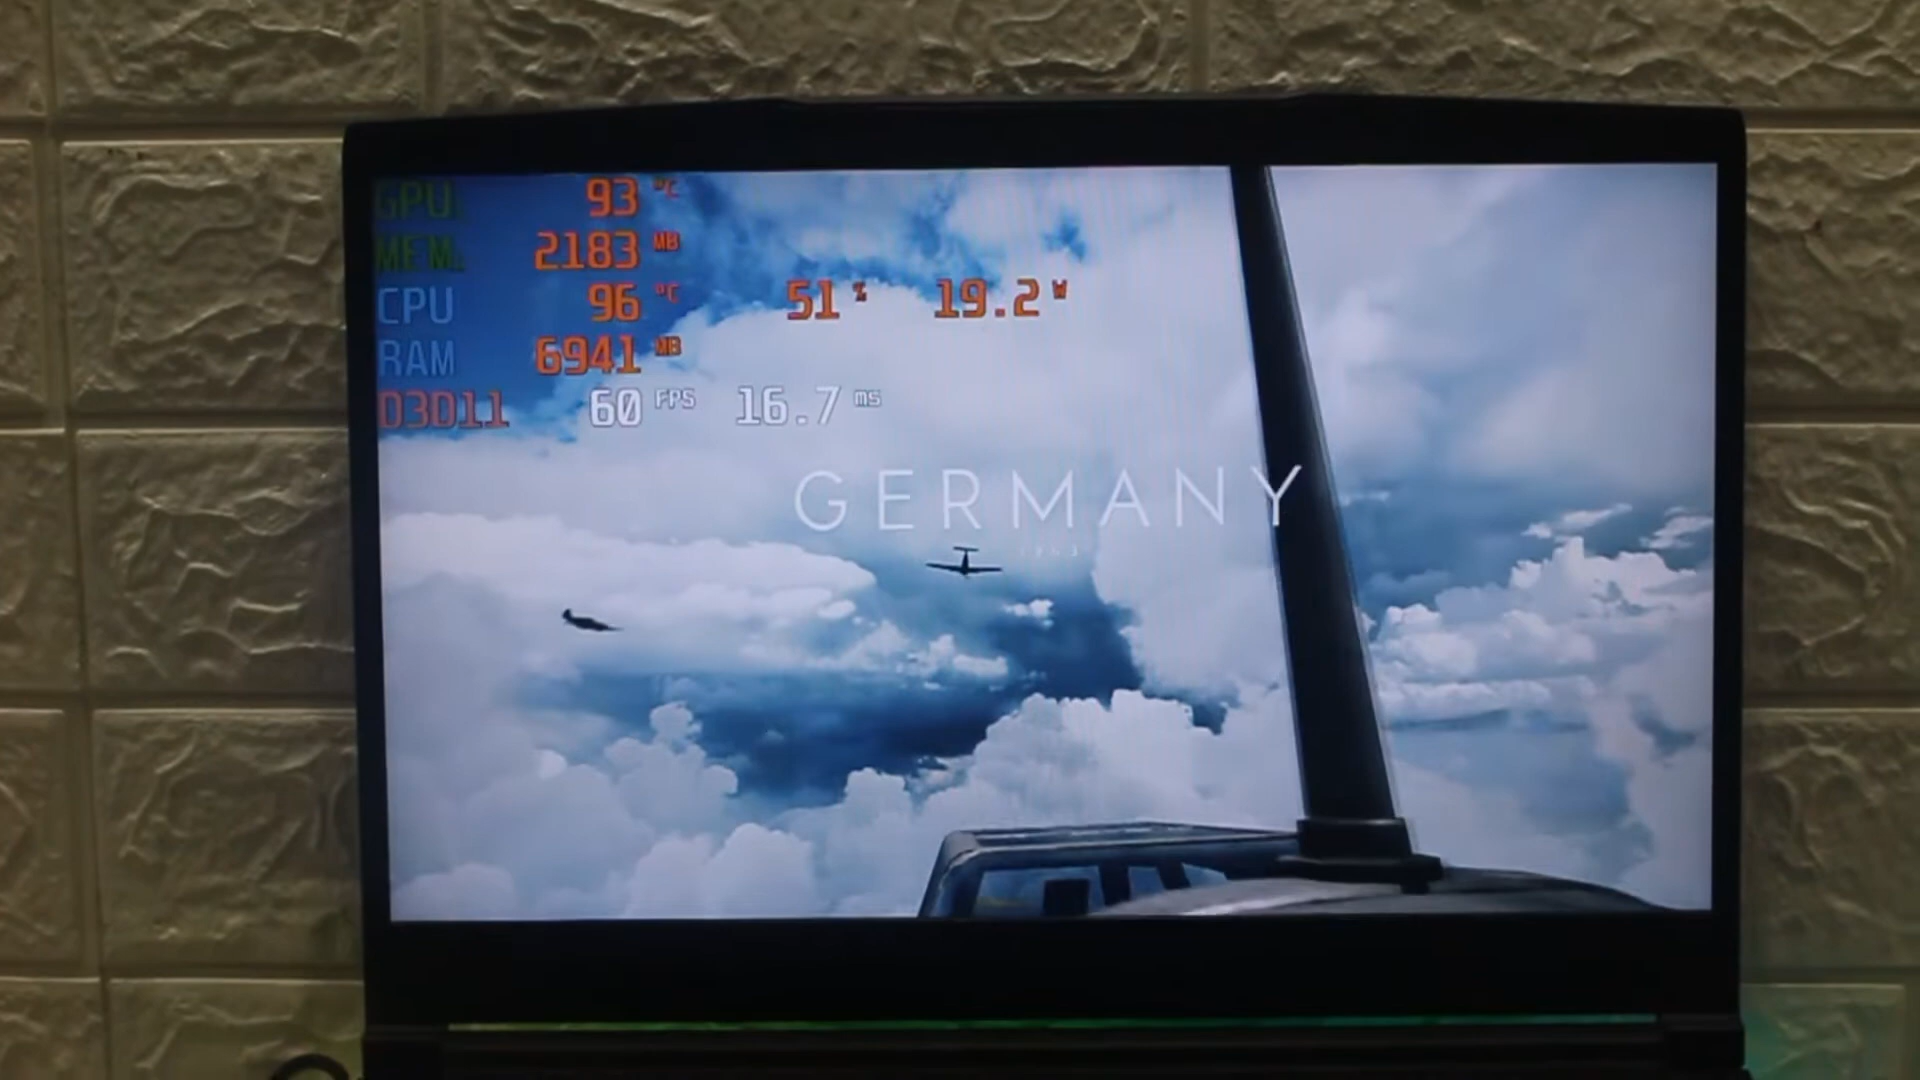 GPU 93 °C
MEM 2183 MB
CPU 96 °C 51 % 19.2 W
RAM 6941 MB
D3D11 60 FPS 16.7 ms
GERMANY